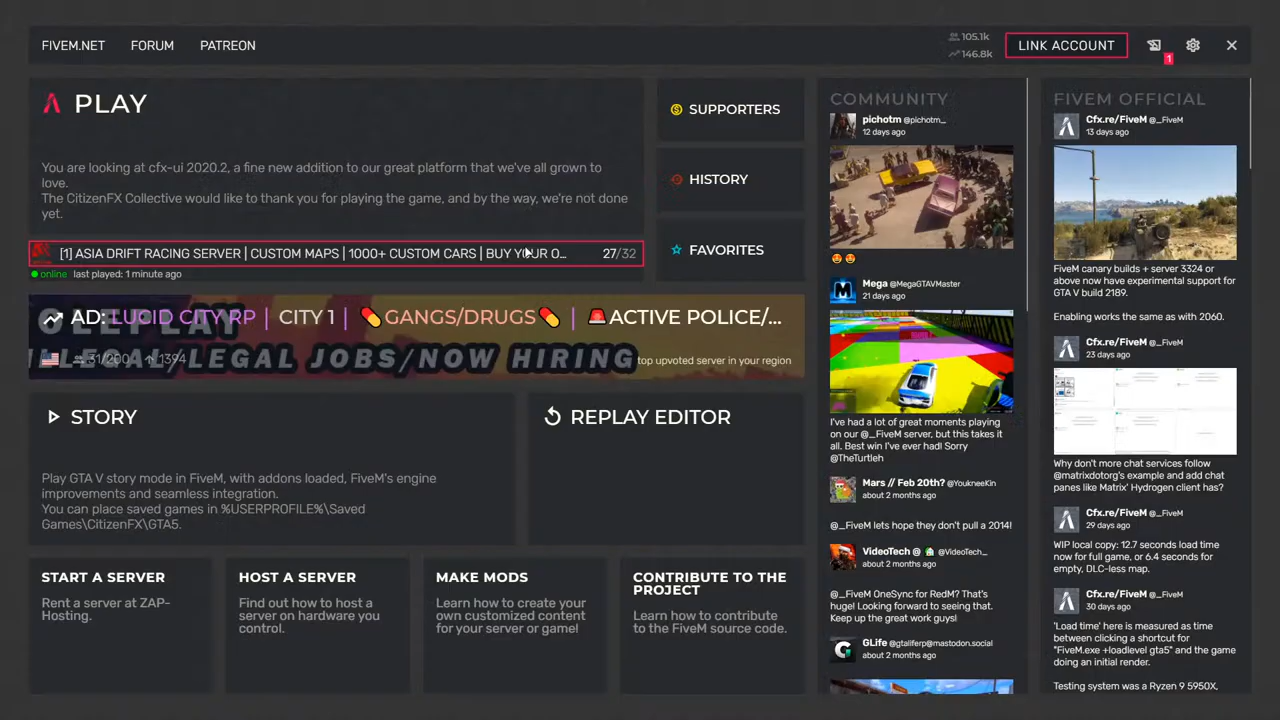 FIVEM.NET
FORUM
PATREON
105.1k
146.8k
LINK ACCOUNT
1
PLAY
You are looking at cfx-ui 2020.2, a fine new addition to our great platform that we've all grown to
love.
The CitizenFX Collective would like to thank you for playing the game, and by the way, we're not done
yet.
[1] ASIA DRIFT RACING SERVER | CUSTOM MAPS | 1000+ CUSTOM CARS | BUY YOUR O...
27/32
online last played: 1 minute ago
SUPPORTERS
HISTORY
FAVORITES
AD: LUCID CITY RP | CITY 1 | 💊GANGS/DRUGS💊 | 🚨ACTIVE POLICE/...
31/200 1394
LEGAL/LEGAL JOBS/NOW HIRING
top upvoted server in your region
STORY
Play GTA V story mode in FiveM, with addons loaded, FiveM's engine
improvements and seamless integration.
You can place saved games in %USERPROFILE%\Saved
Games\CitizenFX\GTA5.
REPLAY EDITOR
START A SERVER
Rent a server at ZAP-
Hosting.
HOST A SERVER
Find out how to host a
server on hardware you
control.
MAKE MODS
Learn how to create your
own customized content
for your server or game!
CONTRIBUTE TO THE
PROJECT
Learn how to contribute
to the FiveM source code.
COMMUNITY
pichotm @pichotm_
12 days ago
😍😍
Mega @MegaGTAVMaster
21 days ago
I've had a lot of great moments playing
on our @_FiveM server, but this takes it
all. Best win I've ever had! Sorry
@TheTurtleh
Mars // Feb 20th? @YoukneeKin
about 2 months ago
@_FiveM lets hope they don't pull a 2014!
VideoTech @ 🏠 @VideoTech_
about 2 months ago
@_FiveM OneSync for RedM? That's
huge! Looking forward to seeing that.
Keep up the great work guys!
GLife @gtaliferp@mastodon.social
about 2 months ago
FIVEM OFFICIAL
Cfx.re/FiveM @_FiveM
13 days ago
FiveM canary builds + server 3324 or
above now have experimental support for
GTA V build 2189.
Enabling works the same as with 2060.
Cfx.re/FiveM @_FiveM
23 days ago
Why don't more chat services follow
@matrixdotorg's example and add chat
panes like Matrix' Hydrogen client has?
Cfx.re/FiveM @_FiveM
29 days ago
WIP local copy: 12.7 seconds load time
now for full game, or 6.4 seconds for
empty, DLC-less map.
Cfx.re/FiveM @_FiveM
30 days ago
'Load time' here is measured as time
between clicking a shortcut for
"FiveM.exe +loadlevel gta5" and the game
doing an initial render.
Testing system was a Ryzen 9 5950X,